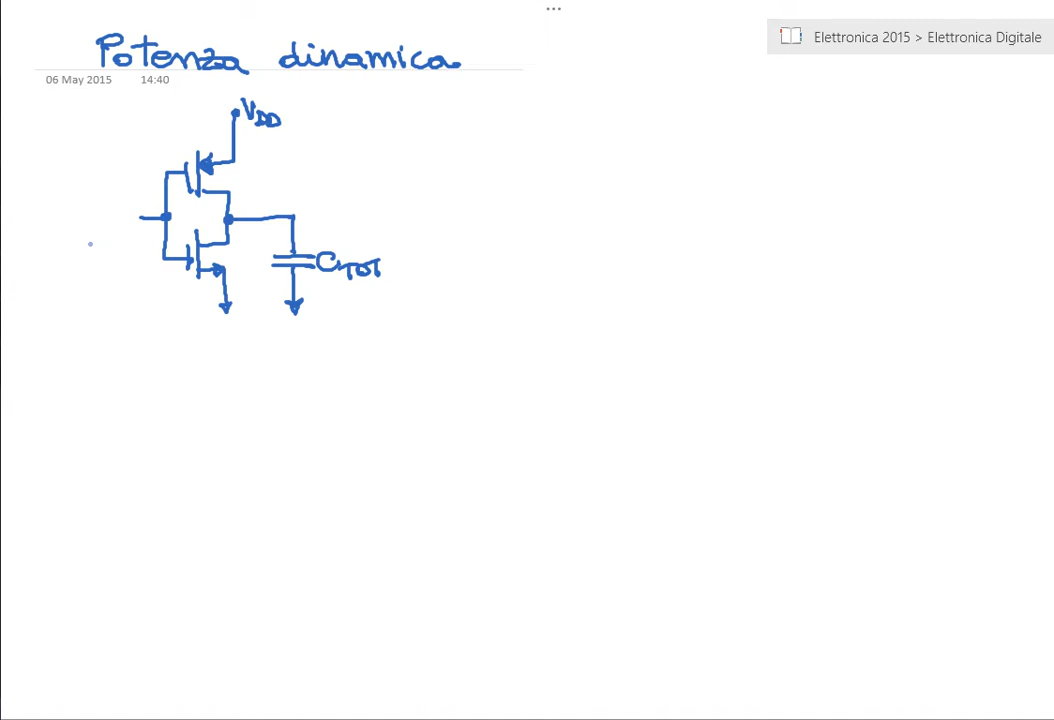 Potenza dinamica
Elettronica 2015 > Elettronica Digitale
06 May 2015 14:40
VDD
CTOT